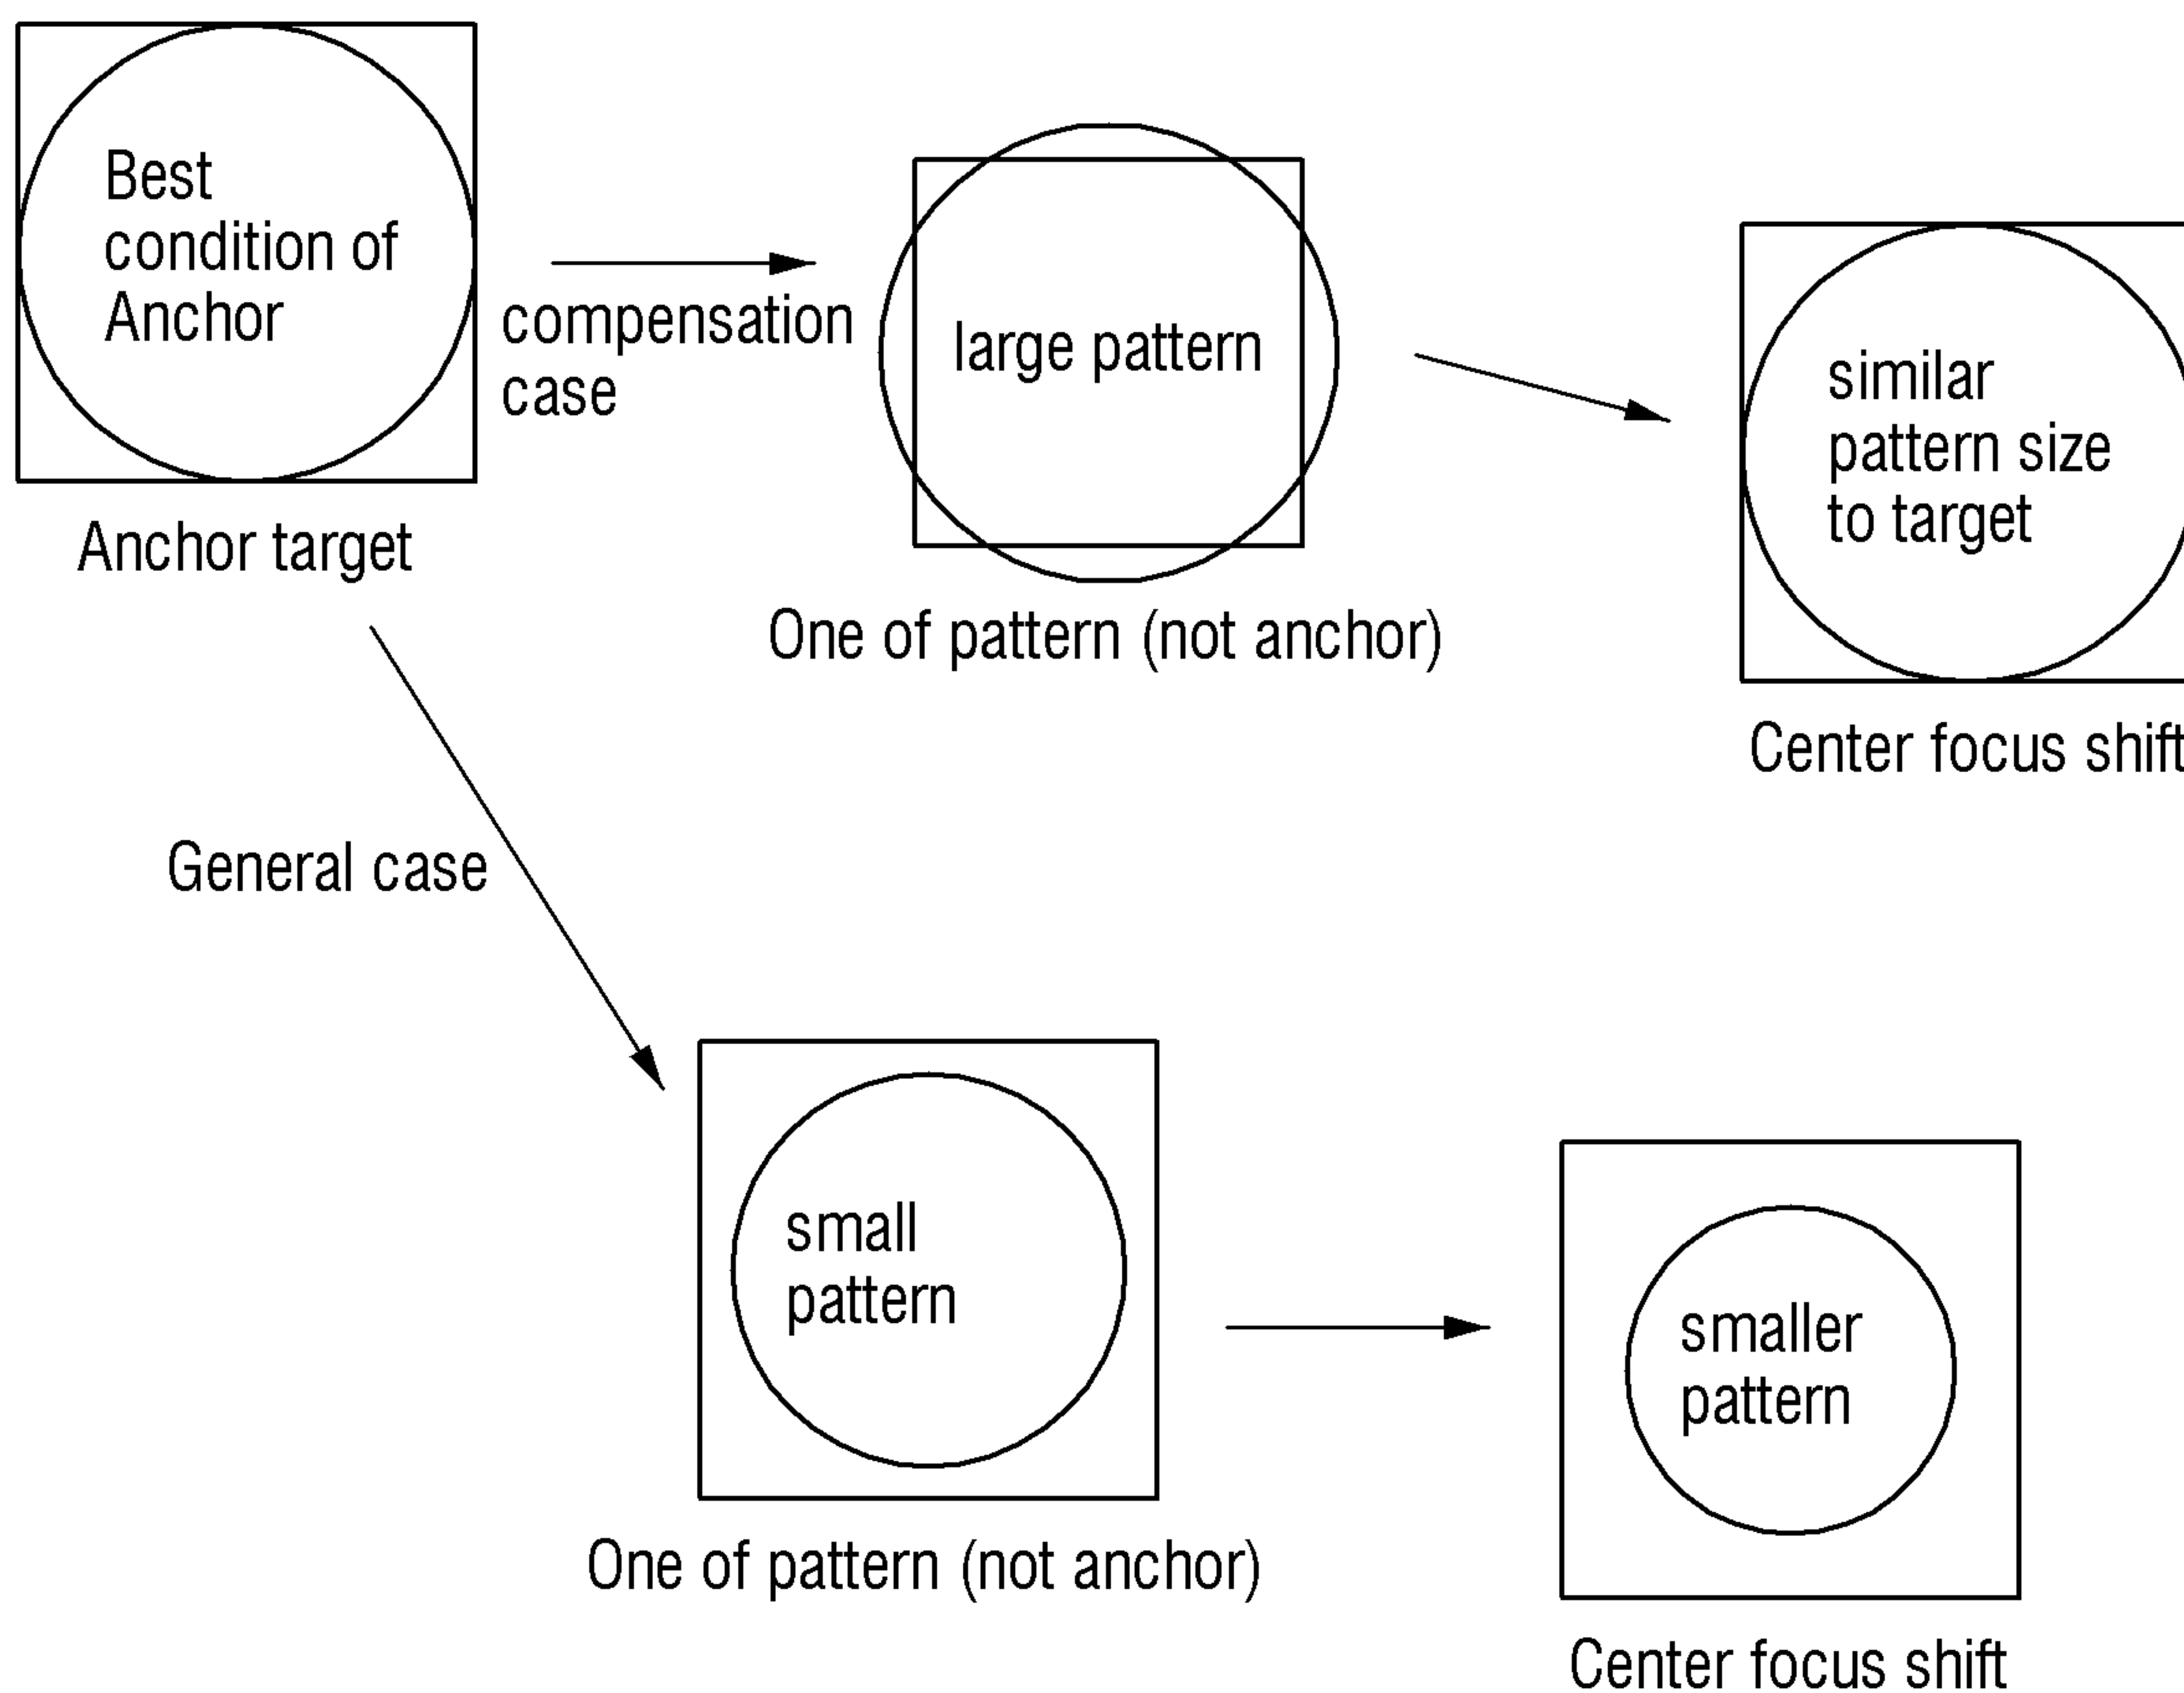 Best
condition of
Anchor
Anchor target
compensation
case
large pattern
One of pattern (not anchor)
similar
pattern size
to target
Center focus shift
General case
small
pattern
One of pattern (not anchor)
smaller
pattern
Center focus shift